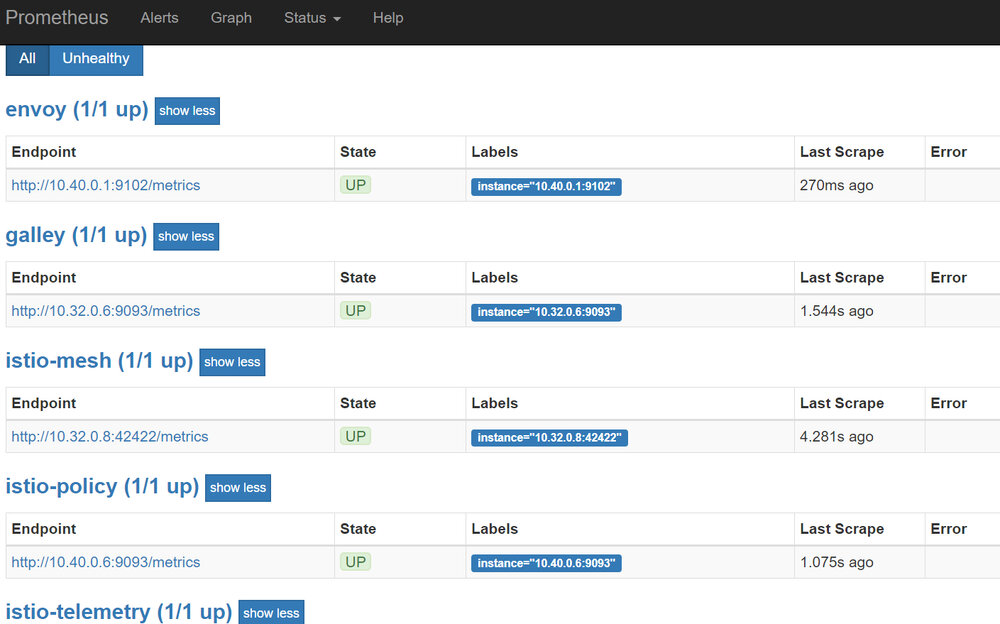 Prometheus Alerts Graph Status Help
All Unhealthy
envoy (1/1 up) show less
Endpoint State Labels Last Scrape Error
http://10.40.0.1:9102/metrics UP instance="10.40.0.1:9102" 270ms ago
galley (1/1 up) show less
Endpoint State Labels Last Scrape Error
http://10.32.0.6:9093/metrics UP instance="10.32.0.6:9093" 1.544s ago
istio-mesh (1/1 up) show less
Endpoint State Labels Last Scrape Error
http://10.32.0.8:42422/metrics UP instance="10.32.0.8:42422" 4.281s ago
istio-policy (1/1 up) show less
Endpoint State Labels Last Scrape Error
http://10.40.0.6:9093/metrics UP instance="10.40.0.6:9093" 1.075s ago
istio-telemetry (1/1 up) show less